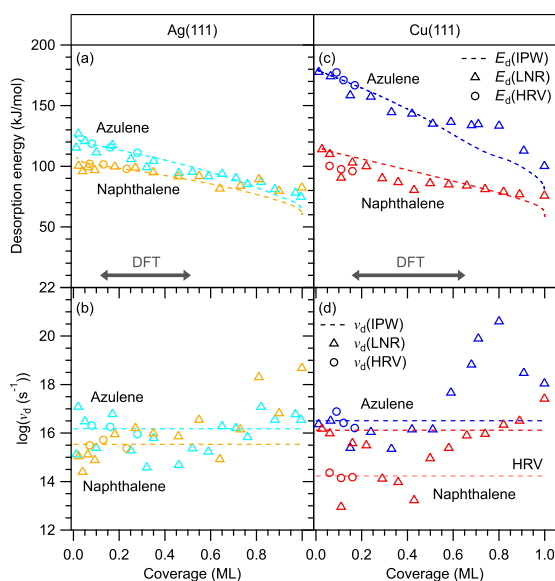 Ag(111) Cu(111)
200
150
100
50
22
20
18
16
14
12
Desorption energy (kJ/mol)
log(νd (s⁻¹))
(a)
Azulene
Naphthalene
DFT
(c)
Azulene
Naphthalene
DFT
Ed(IPW)
Ed(LNR)
Ed(HRV)
(b)
Azulene
Naphthalene
(d)
νd(IPW)
νd(LNR)
νd(HRV)
Azulene
HRV
Naphthalene
0.0 0.2 0.4 0.6 0.8 1.0
Coverage (ML)
0.0 0.2 0.4 0.6 0.8 1.0
Coverage (ML)